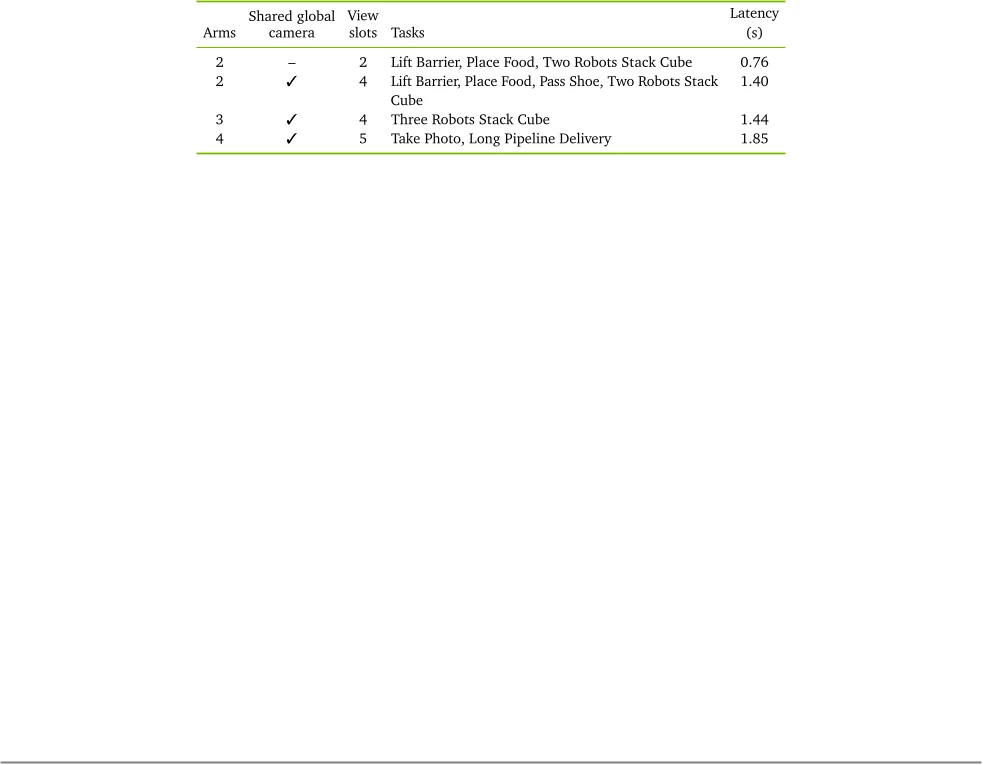 Arms Shared global camera View slots Tasks Latency (s)
2 – 2 Lift Barrier, Place Food, Two Robots Stack Cube 0.76
2 ✓ 4 Lift Barrier, Place Food, Pass Shoe, Two Robots Stack 1.40
Cube
3 ✓ 4 Three Robots Stack Cube 1.44
4 ✓ 5 Take Photo, Long Pipeline Delivery 1.85